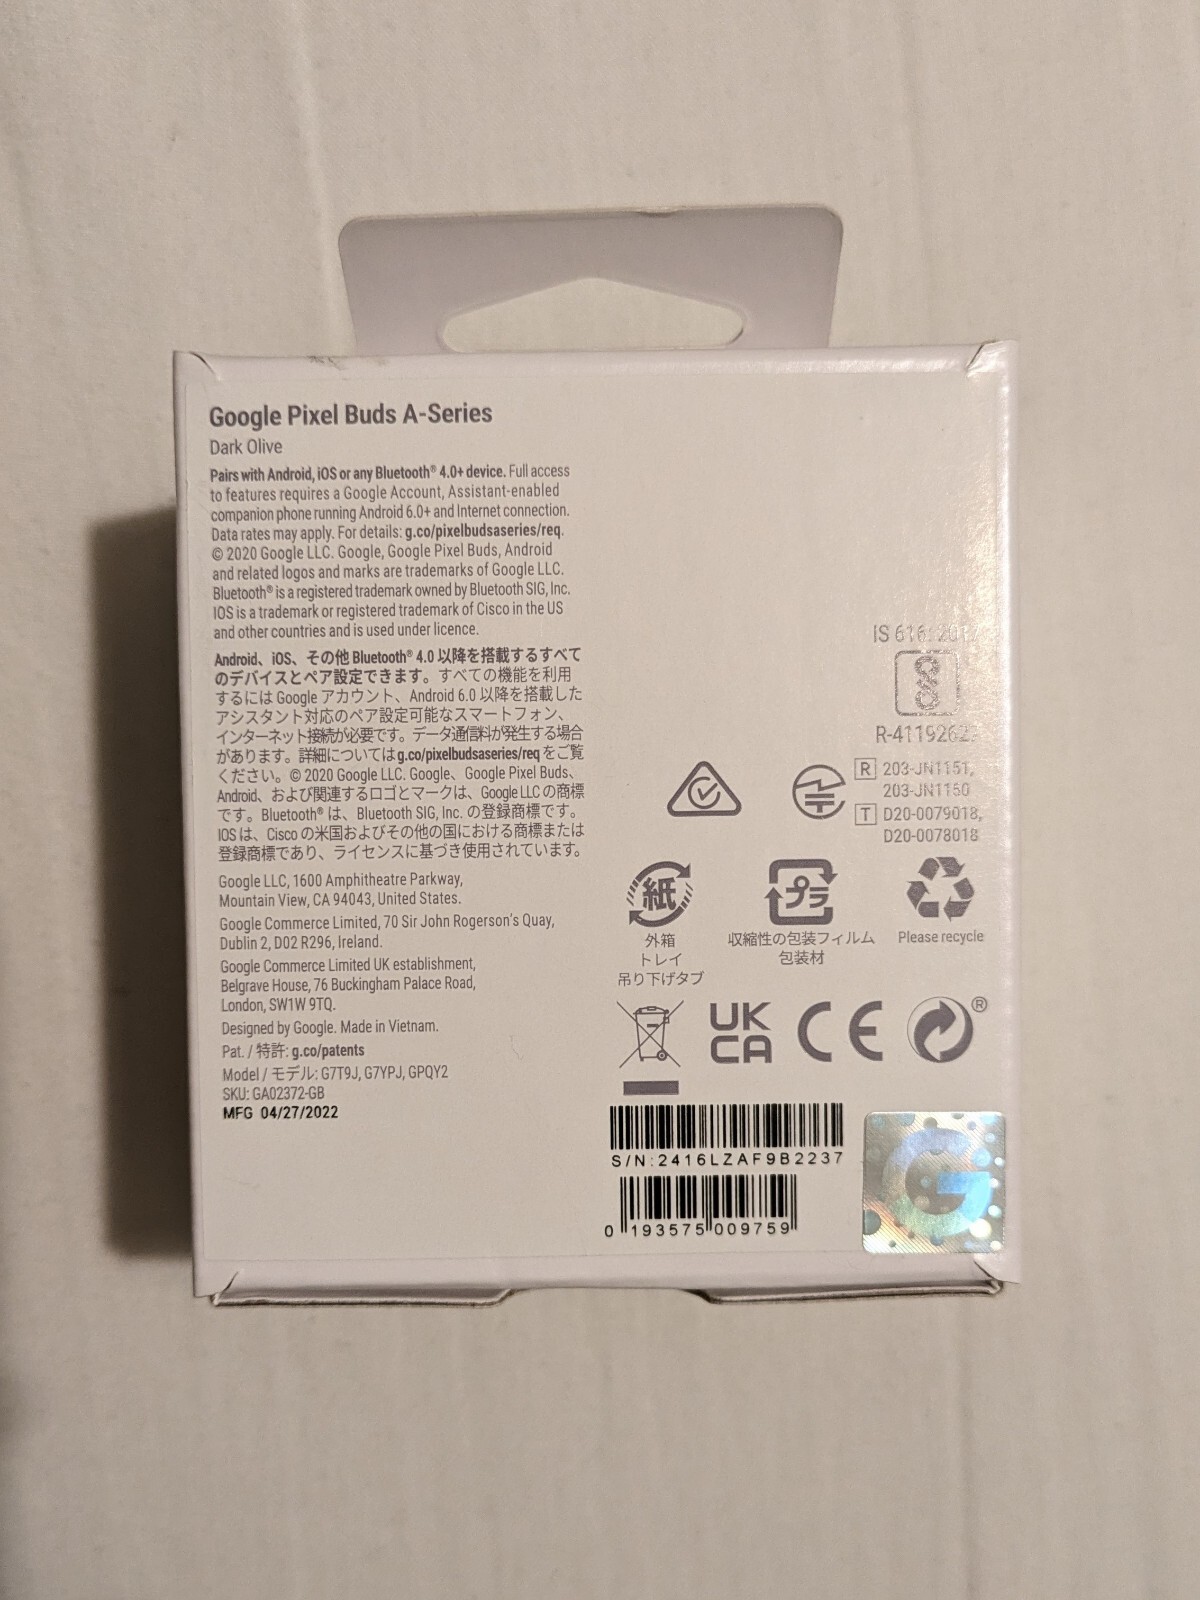 Google Pixel Buds A-Series
Dark Olive
Pairs with Android, iOS or any Bluetooth® 4.0+ device. Full access
to features requires a Google Account, Assistant-enabled
companion phone running Android 6.0+ and Internet connection.
Data rates may apply. For details: g.co/pixelbudsaseries/req.
© 2020 Google LLC. Google, Google Pixel Buds, Android
and related logos and marks are trademarks of Google LLC.
Bluetooth® is a registered trademark owned by Bluetooth SIG, Inc.
IOS is a trademark or registered trademark of Cisco in the US
and other countries and is used under licence.
Android、iOS、その他 Bluetooth® 4.0 以降を搭載するすべて
のデバイスとペア設定できます。すべての機能を利用
するには Google アカウント、Android 6.0 以降を搭載した
アシスタント対応のペア設定可能なスマートフォン、
インターネット接続が必要です。データ通信料が発生する場合
があります。詳細については g.co/pixelbudsaseries/req をご覧
ください。© 2020 Google LLC. Google、Google Pixel Buds、
Android、および関連するロゴとマークは、Google LLC の商標
です。Bluetooth® は、Bluetooth SIG, Inc. の登録商標です。
IOS は、Cisco の米国およびその他の国における商標または
登録商標であり、ライセンスに基づき使用されています。
Google LLC, 1600 Amphitheatre Parkway,
Mountain View, CA 94043, United States.
Google Commerce Limited, 70 Sir John Rogerson's Quay,
Dublin 2, D02 R296, Ireland.
Google Commerce Limited UK establishment,
Belgrave House, 76 Buckingham Palace Road,
London, SW1W 9TQ.
Designed by Google. Made in Vietnam.
Pat. / 特許: g.co/patents
Model / モデル: G7T9J, G7YPJ, GPQY2
SKU: GA02372-GB
MFG 04/27/2022
IS 616:
R 203-JN1151,
203-JN1150
T D20-0079018,
D20-0078018
紙
外箱
トレイ
吊り下げタブ
プラ
収縮性の包装フィルム
包装材
Please recycle
UK
CA
CE
®
S/N:2416LZAF9B2237
0 193575 009759
G